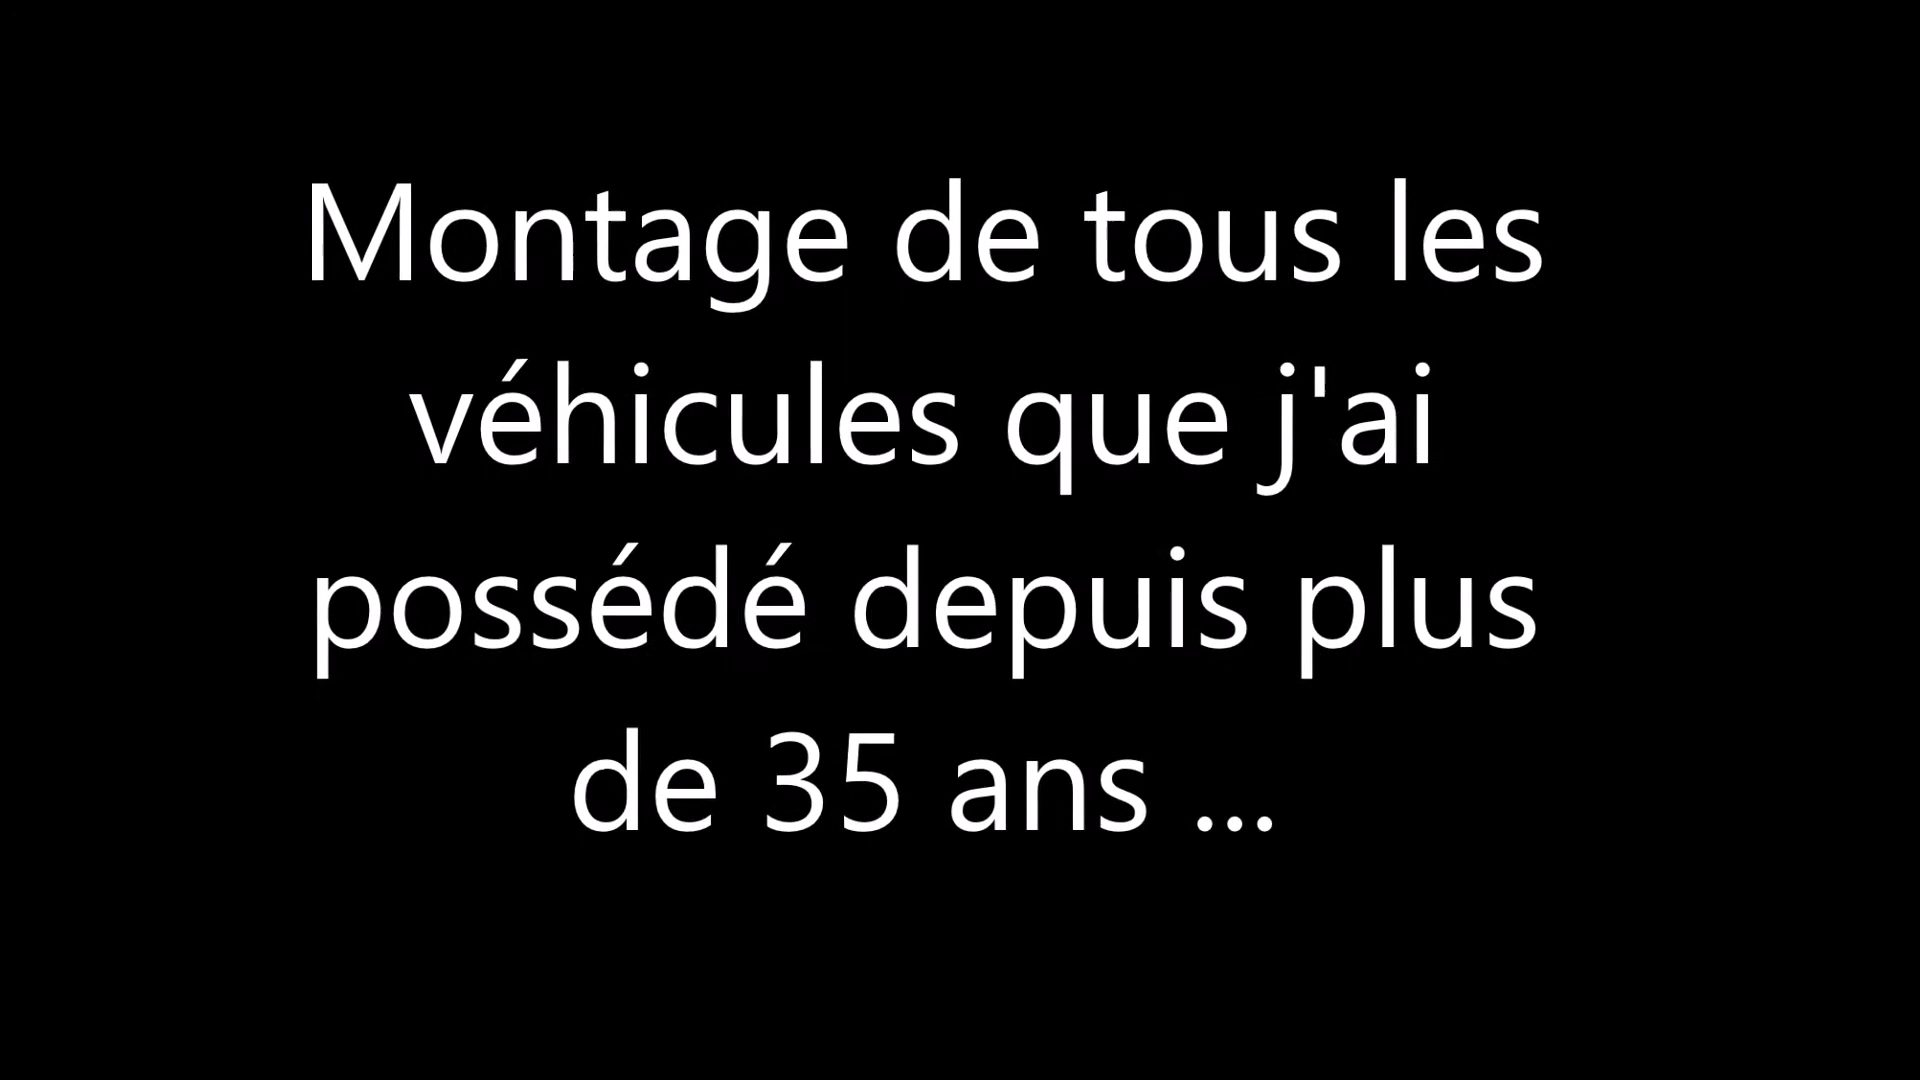 Montage de tous les
véhicules que j'ai
possédé depuis plus
de 35 ans ...